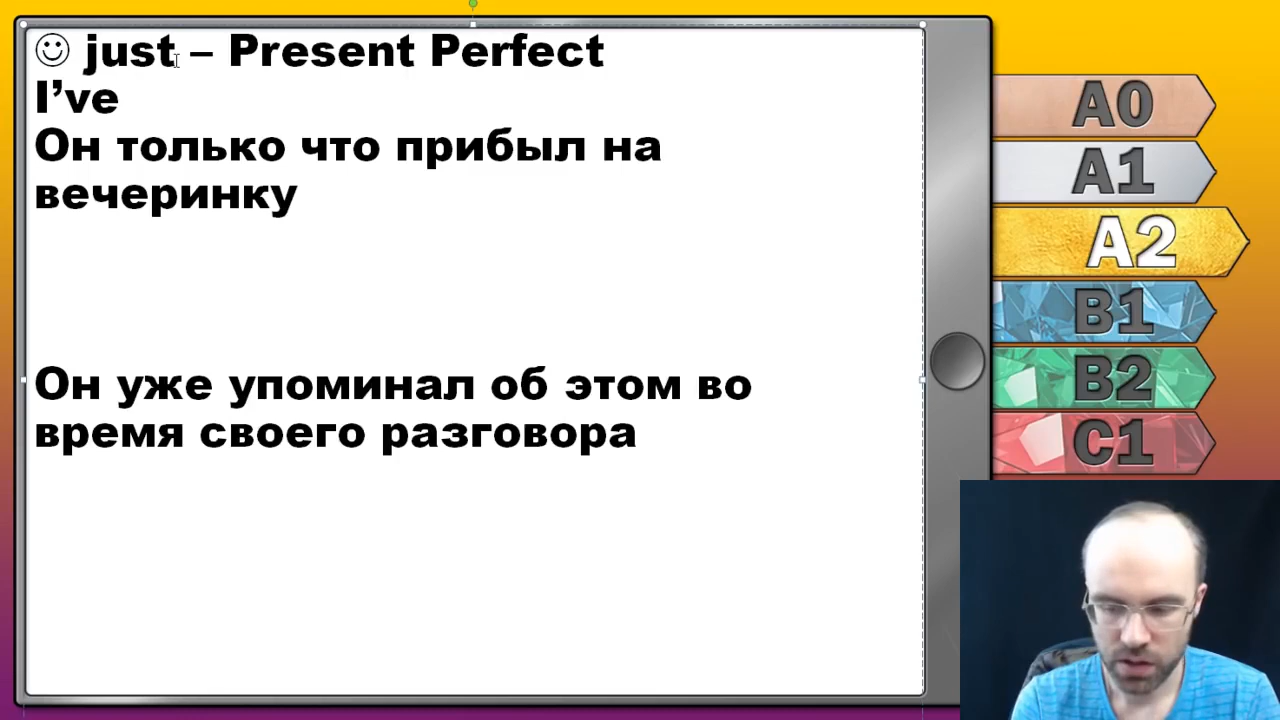 ☺ just – Present Perfect
I’ve
Он только что прибыл на
вечеринку
Он уже упоминал об этом во
время своего разговора
A0
A1
A2
B1
B2
C1